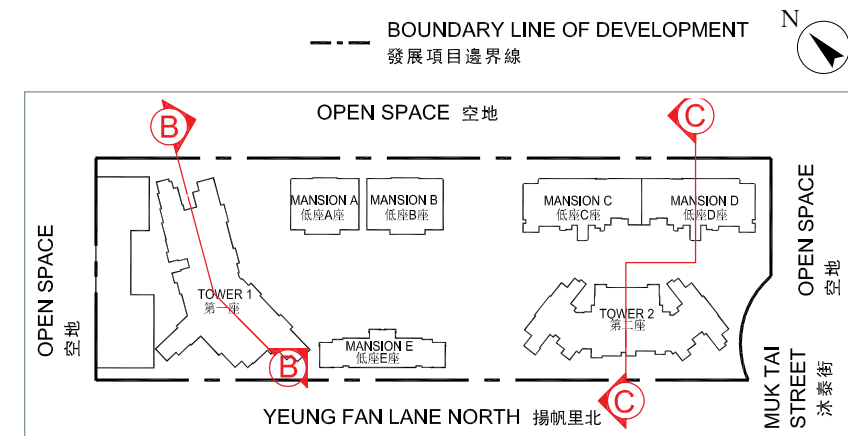 BOUNDARY LINE OF DEVELOPMENT
發展項目邊界線
N
B
OPEN SPACE 空地
C
MANSION A
低座A座
MANSION B
低座B座
MANSION C
低座C座
MANSION D
低座D座
OPEN SPACE
空地
OPEN SPACE
空地
TOWER 1
第一座
TOWER 2
第二座
MANSION E
低座E座
B
C
YEUNG FAN LANE NORTH 揚帆里北
MUK TAI
STREET
沐泰街